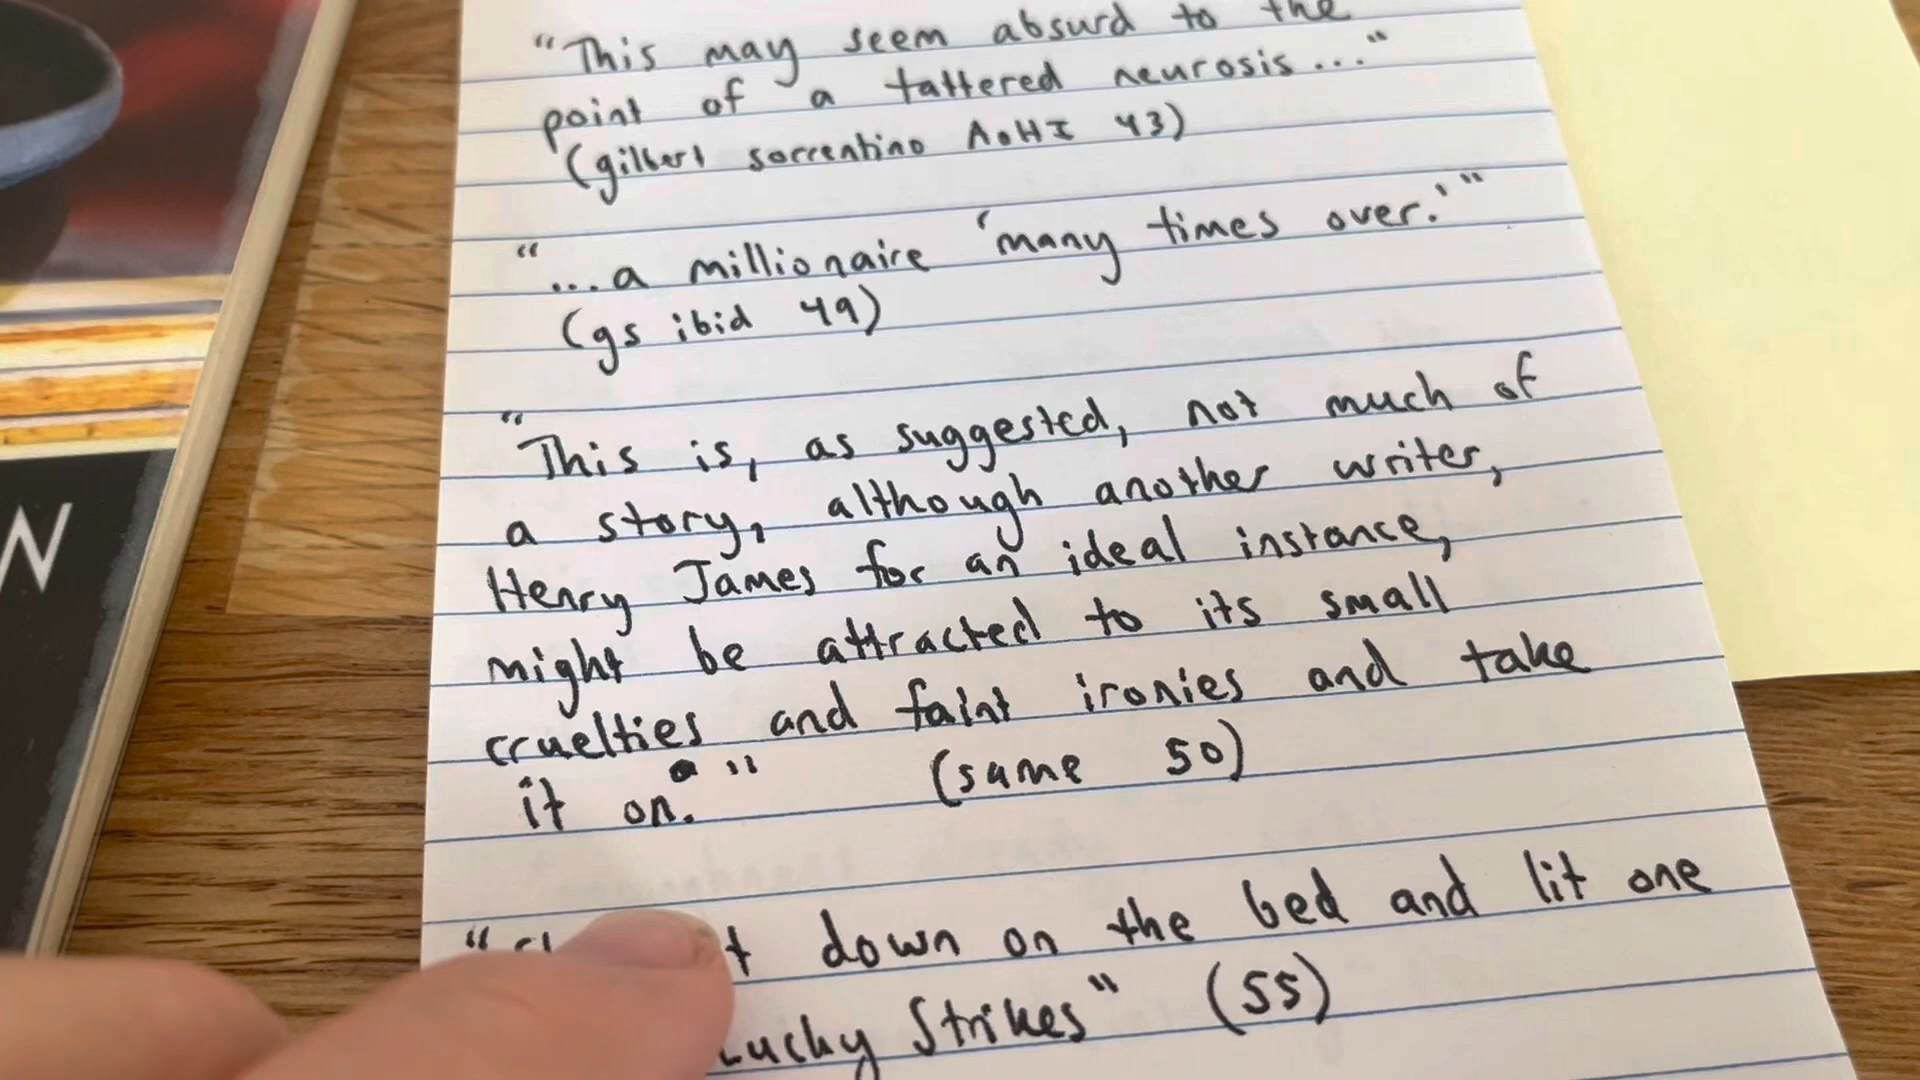 "This may seem absurd to the
point of a tattered neurosis..."
(gilbert sorrentino AoHI 43)
"...a millionaire 'many times over.'"
(gs ibid 49)
"This is, as suggested, not much of
a story, although another writer,
Henry James for an ideal instance,
might be attracted to its small
cruelties and faint ironies and take
it on." (same 50)
" down on the bed and lit one
Lucky Strikes" (55)
N